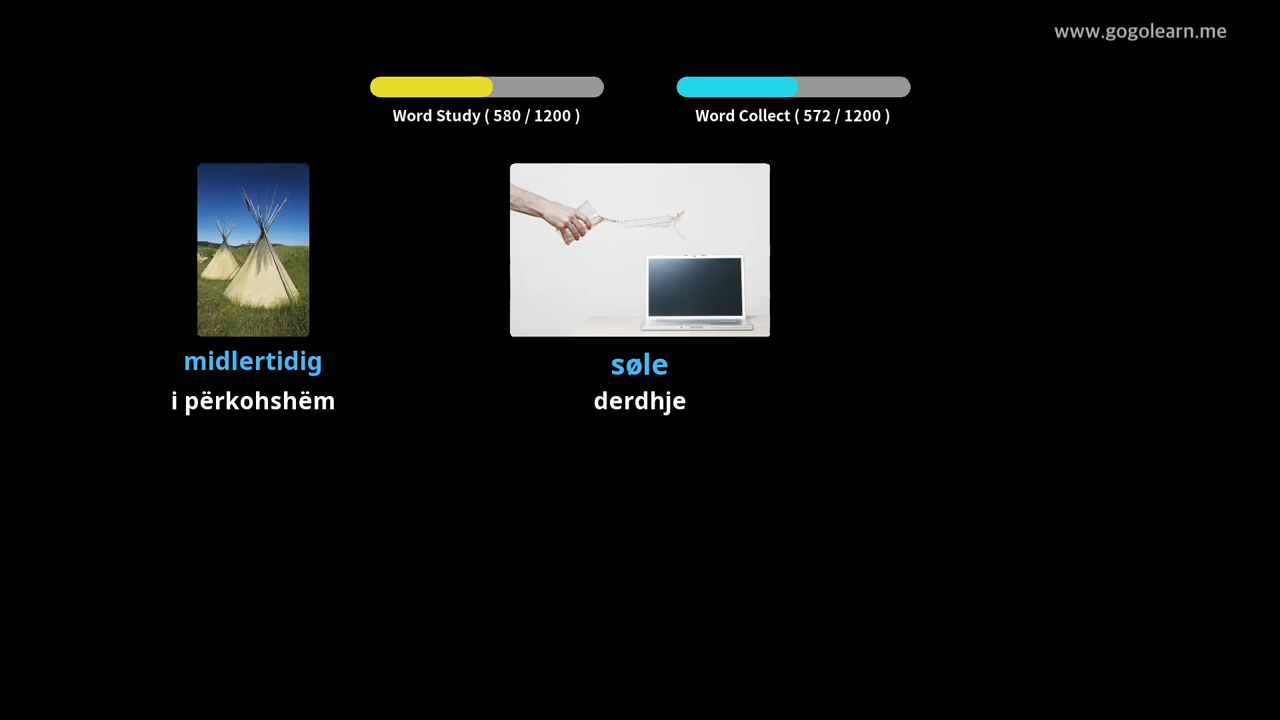 www.gogolearn.me
Word Study ( 580 / 1200 )
Word Collect ( 572 / 1200 )
midlertidig
i përkohshëm
søle
derdhje